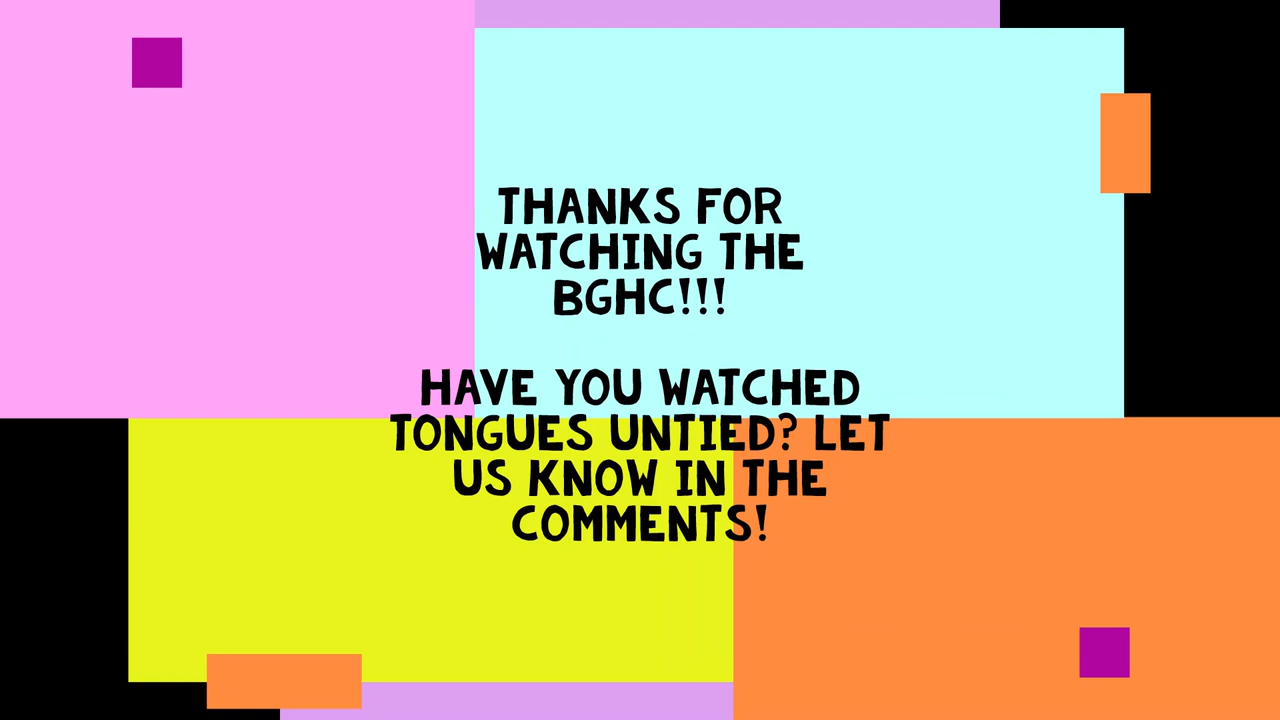 THANKS FOR
WATCHING THE
BGHC!!!
HAVE YOU WATCHED
TONGUES UNTIED? LET
US KNOW IN THE
COMMENTS!